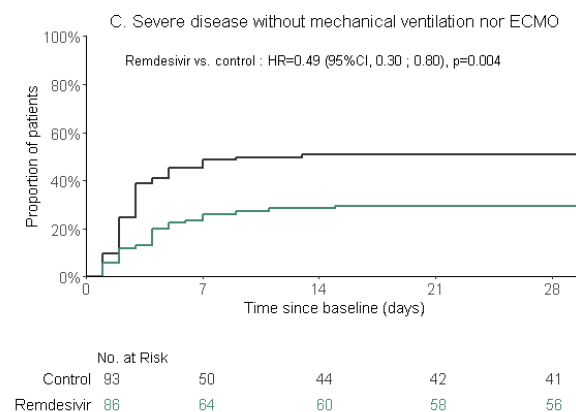 C. Severe disease without mechanical ventilation nor ECMO
Remdesivir vs. control : HR=0.49 (95%CI, 0.30 ; 0.80), p=0.004
Proportion of patients
100%
80%
60%
40%
20%
0%
0 7 14 21 28
Time since baseline (days)
No. at Risk
Control 93 50 44 42 41
Remdesivir 86 64 60 58 56